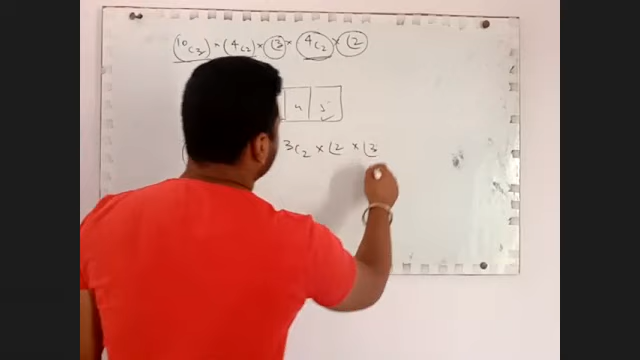 (¹⁰C₃) × (⁴C₂) × (∟3) × (⁴C₂) × (∟2)
4 5
³C₂ × ∟2 × ∟3